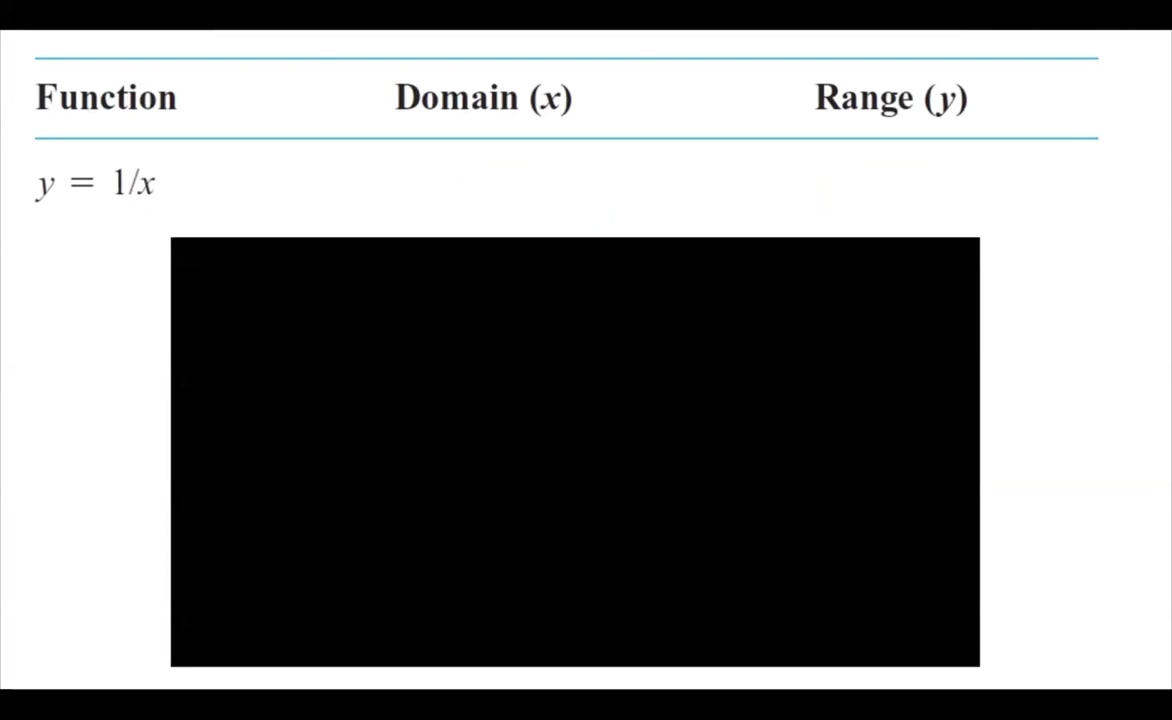 Function Domain (x) Range (y)
y = 1/x